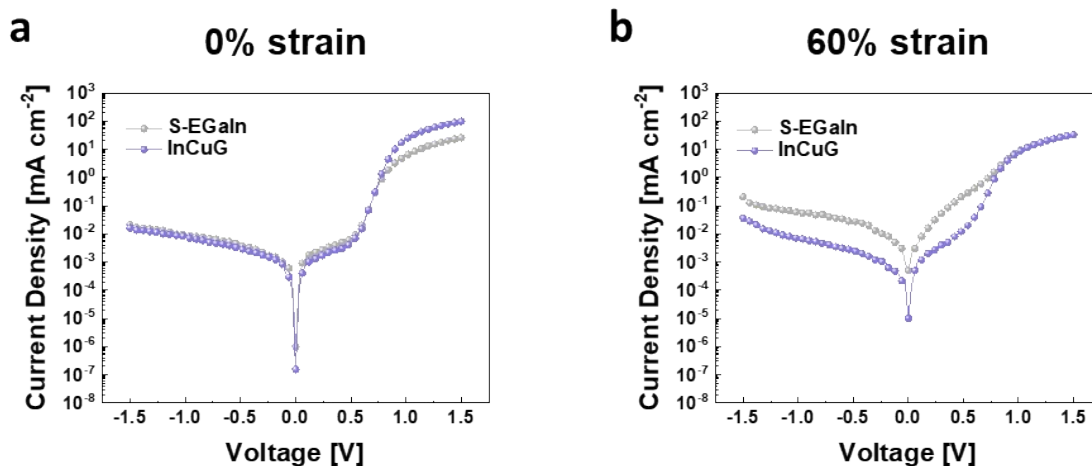 a
0% strain
Current Density [mA cm⁻²]
10³
10²
10¹
10⁰
10⁻¹
10⁻²
10⁻³
10⁻⁴
10⁻⁵
10⁻⁶
10⁻⁷
10⁻⁸
S-EGaIn
InCuG
-1.5 -1.0 -0.5 0.0 0.5 1.0 1.5
Voltage [V]
b
60% strain
Current Density [mA cm⁻²]
10³
10²
10¹
10⁰
10⁻¹
10⁻²
10⁻³
10⁻⁴
10⁻⁵
10⁻⁶
10⁻⁷
10⁻⁸
S-EGaIn
InCuG
-1.5 -1.0 -0.5 0.0 0.5 1.0 1.5
Voltage [V]